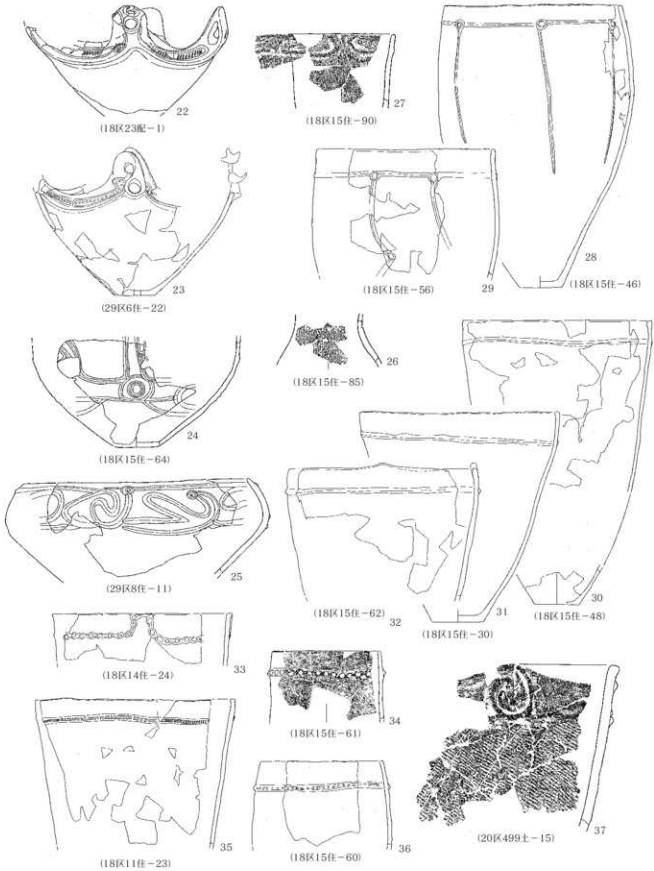 22
(18区23配-1)
27
(18区15住-90)
28
(18区15住-46)
23
(29区6住-22)
29
(18区15住-56)
26
(18区15住-85)
24
(18区15住-64)
25
(29区8住-11)
30
(18区15住-48)
31
(18区15住-30)
32
(18区15住-62)
33
(18区14住-24)
34
(18区15住-61)
35
(18区11住-23)
36
(18区15住-60)
37
(20区499土-15)